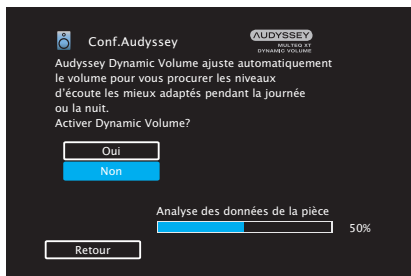 Conf.Audyssey
AUDYSSEY
MULTEQ XT
DYNAMIC VOLUME
Audyssey Dynamic Volume ajuste automatiquement
le volume pour vous procurer les niveaux
d'écoute les mieux adaptés pendant la journée
ou la nuit.
Activer Dynamic Volume?
Oui
Non
Analyse des données de la pièce
50%
Retour